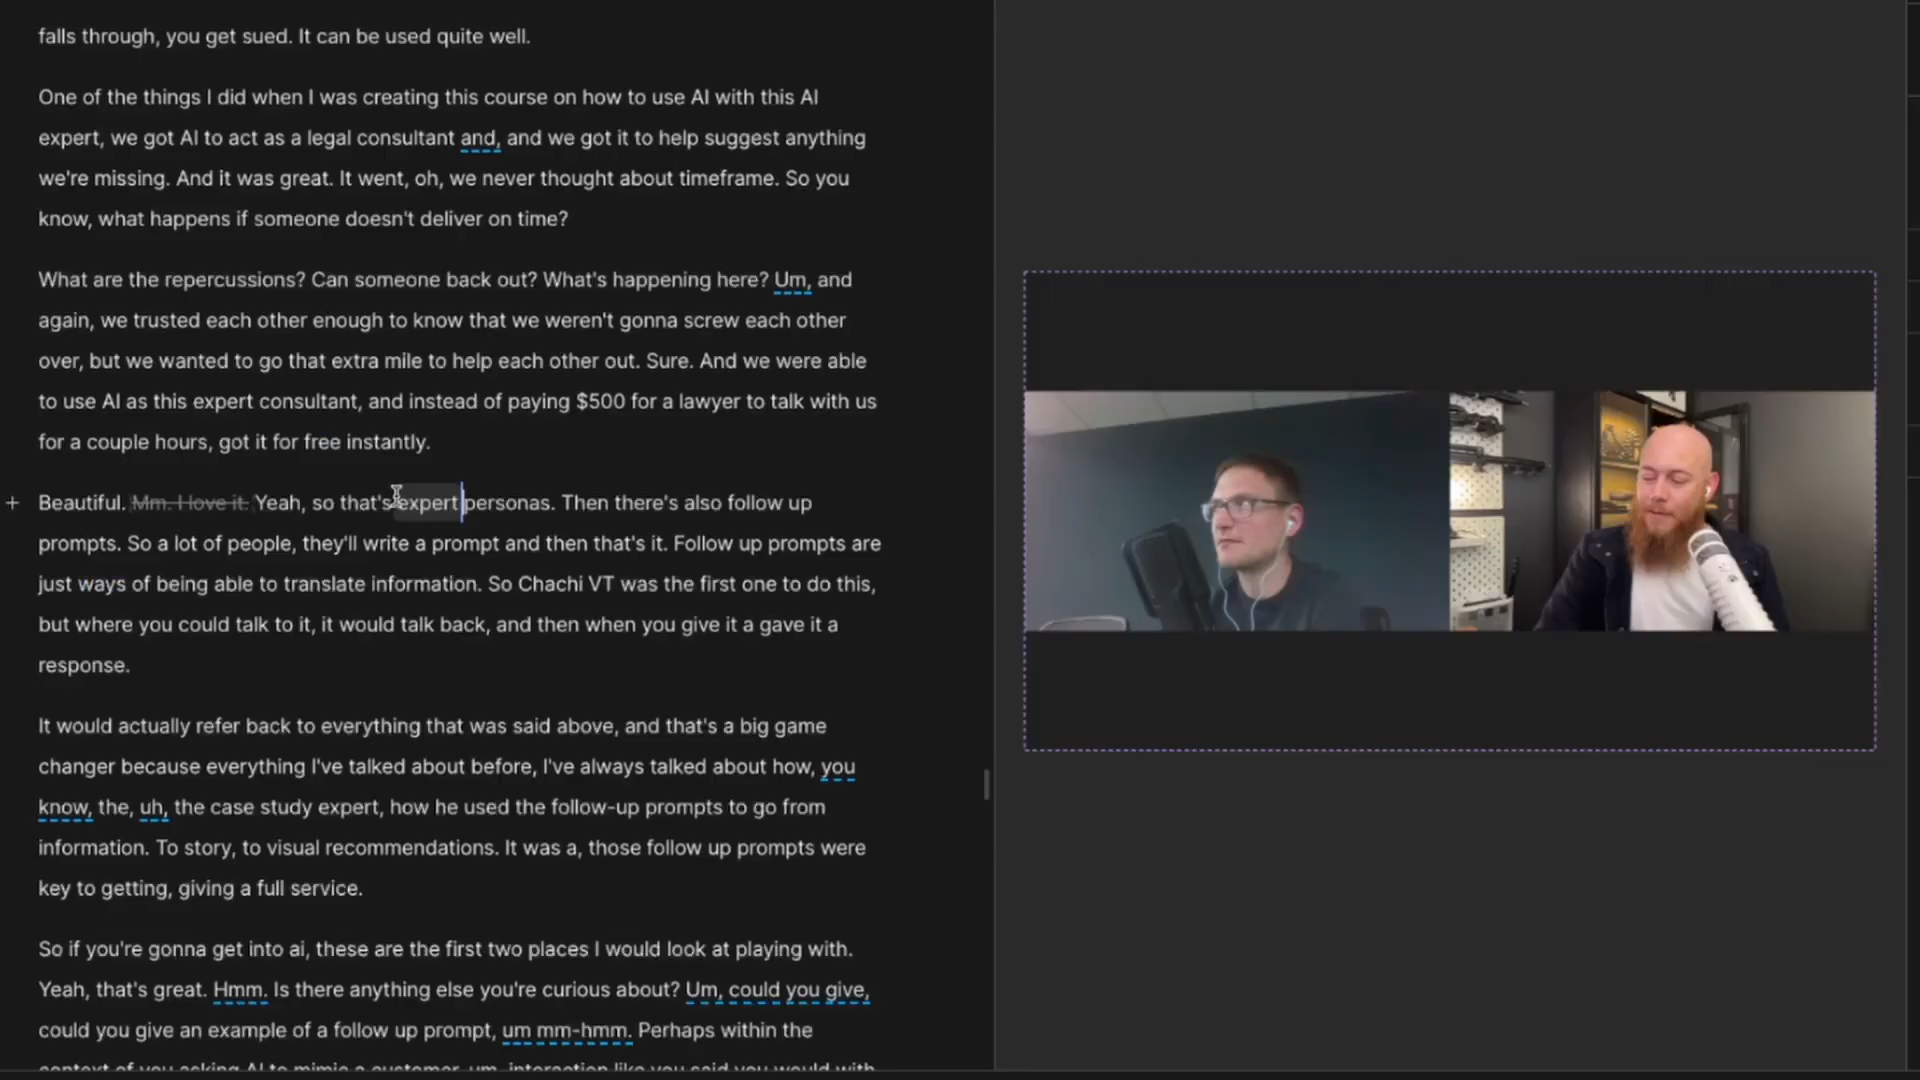 falls through, you get sued. It can be used quite well.
One of the things I did when I was creating this course on how to use AI with this AI
expert, we got AI to act as a legal consultant and, and we got it to help suggest anything
we're missing. And it was great. It went, oh, we never thought about timeframe. So you
know, what happens if someone doesn't deliver on time?
What are the repercussions? Can someone back out? What's happening here? Um, and
again, we trusted each other enough to know that we weren't gonna screw each other
over, but we wanted to go that extra mile to help each other out. Sure. And we were able
to use AI as this expert consultant, and instead of paying $500 for a lawyer to talk with us
for a couple hours, got it for free instantly.
Beautiful. Mm. I love it. Yeah, so that's expert personas. Then there's also follow up
prompts. So a lot of people, they'll write a prompt and then that's it. Follow up prompts are
just ways of being able to translate information. So Chachi VT was the first one to do this,
but where you could talk to it, it would talk back, and then when you give it a gave it a
response.
It would actually refer back to everything that was said above, and that's a big game
changer because everything I've talked about before, I've always talked about how, you
know, the, uh, the case study expert, how he used the follow-up prompts to go from
information. To story, to visual recommendations. It was a, those follow up prompts were
key to getting, giving a full service.
So if you're gonna get into ai, these are the first two places I would look at playing with.
Yeah, that's great. Hmm. Is there anything else you're curious about? Um, could you give,
could you give an example of a follow up prompt, um mm-hmm. Perhaps within the
context of you asking AI to mimic a customer, um, interaction like you said you would with